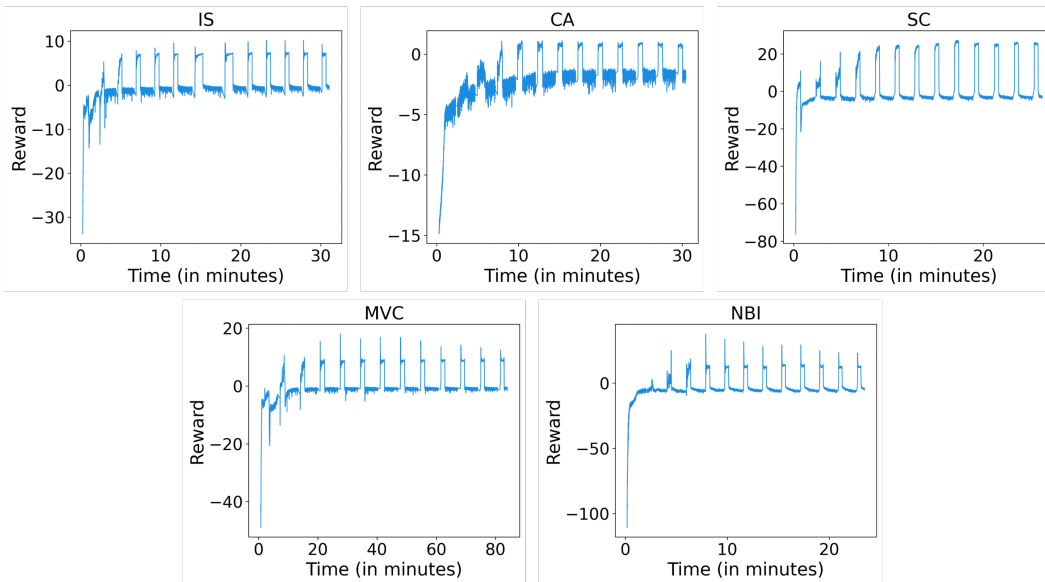 IS
10
0
−10
−20
−30
Reward
0 10 20 30
Time (in minutes)
CA
0
−5
−10
−15
Reward
0 10 20 30
Time (in minutes)
SC
20
0
−20
−40
−60
−80
Reward
0 10 20
Time (in minutes)
MVC
20
0
−20
−40
Reward
0 20 40 60 80
Time (in minutes)
NBI
0
−50
−100
Reward
0 10 20
Time (in minutes)